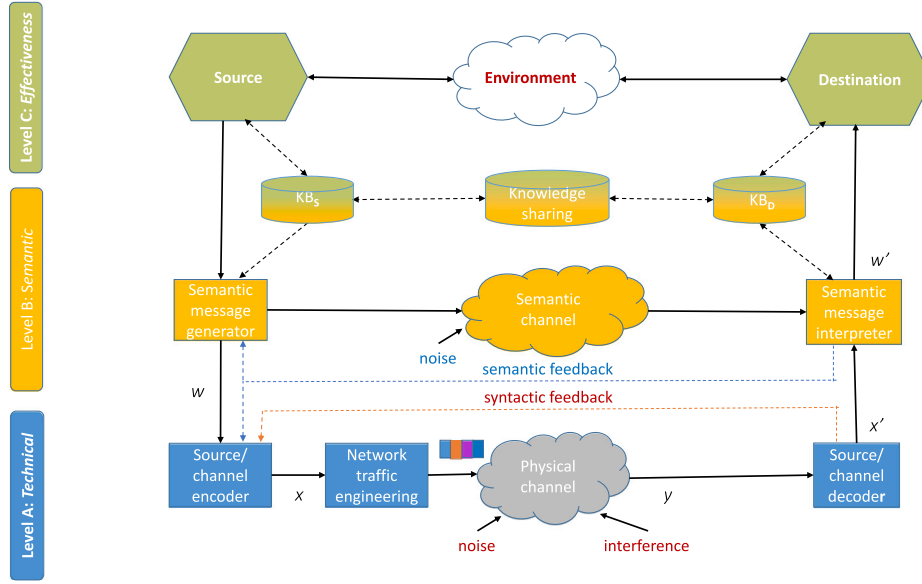 Level C: Effectiveness
Source
Environment
Destination
KBS
Knowledge
sharing
KBD
Level B: Semantic
w’
Semantic
message
generator
Semantic
channel
Semantic
message
interpreter
noise
semantic feedback
w
syntactic feedback
x’
Level A: Technical
Source/
channel
encoder
x
Network
traffic
engineering
Physical
channel
y
Source/
channel
decoder
noise
interference